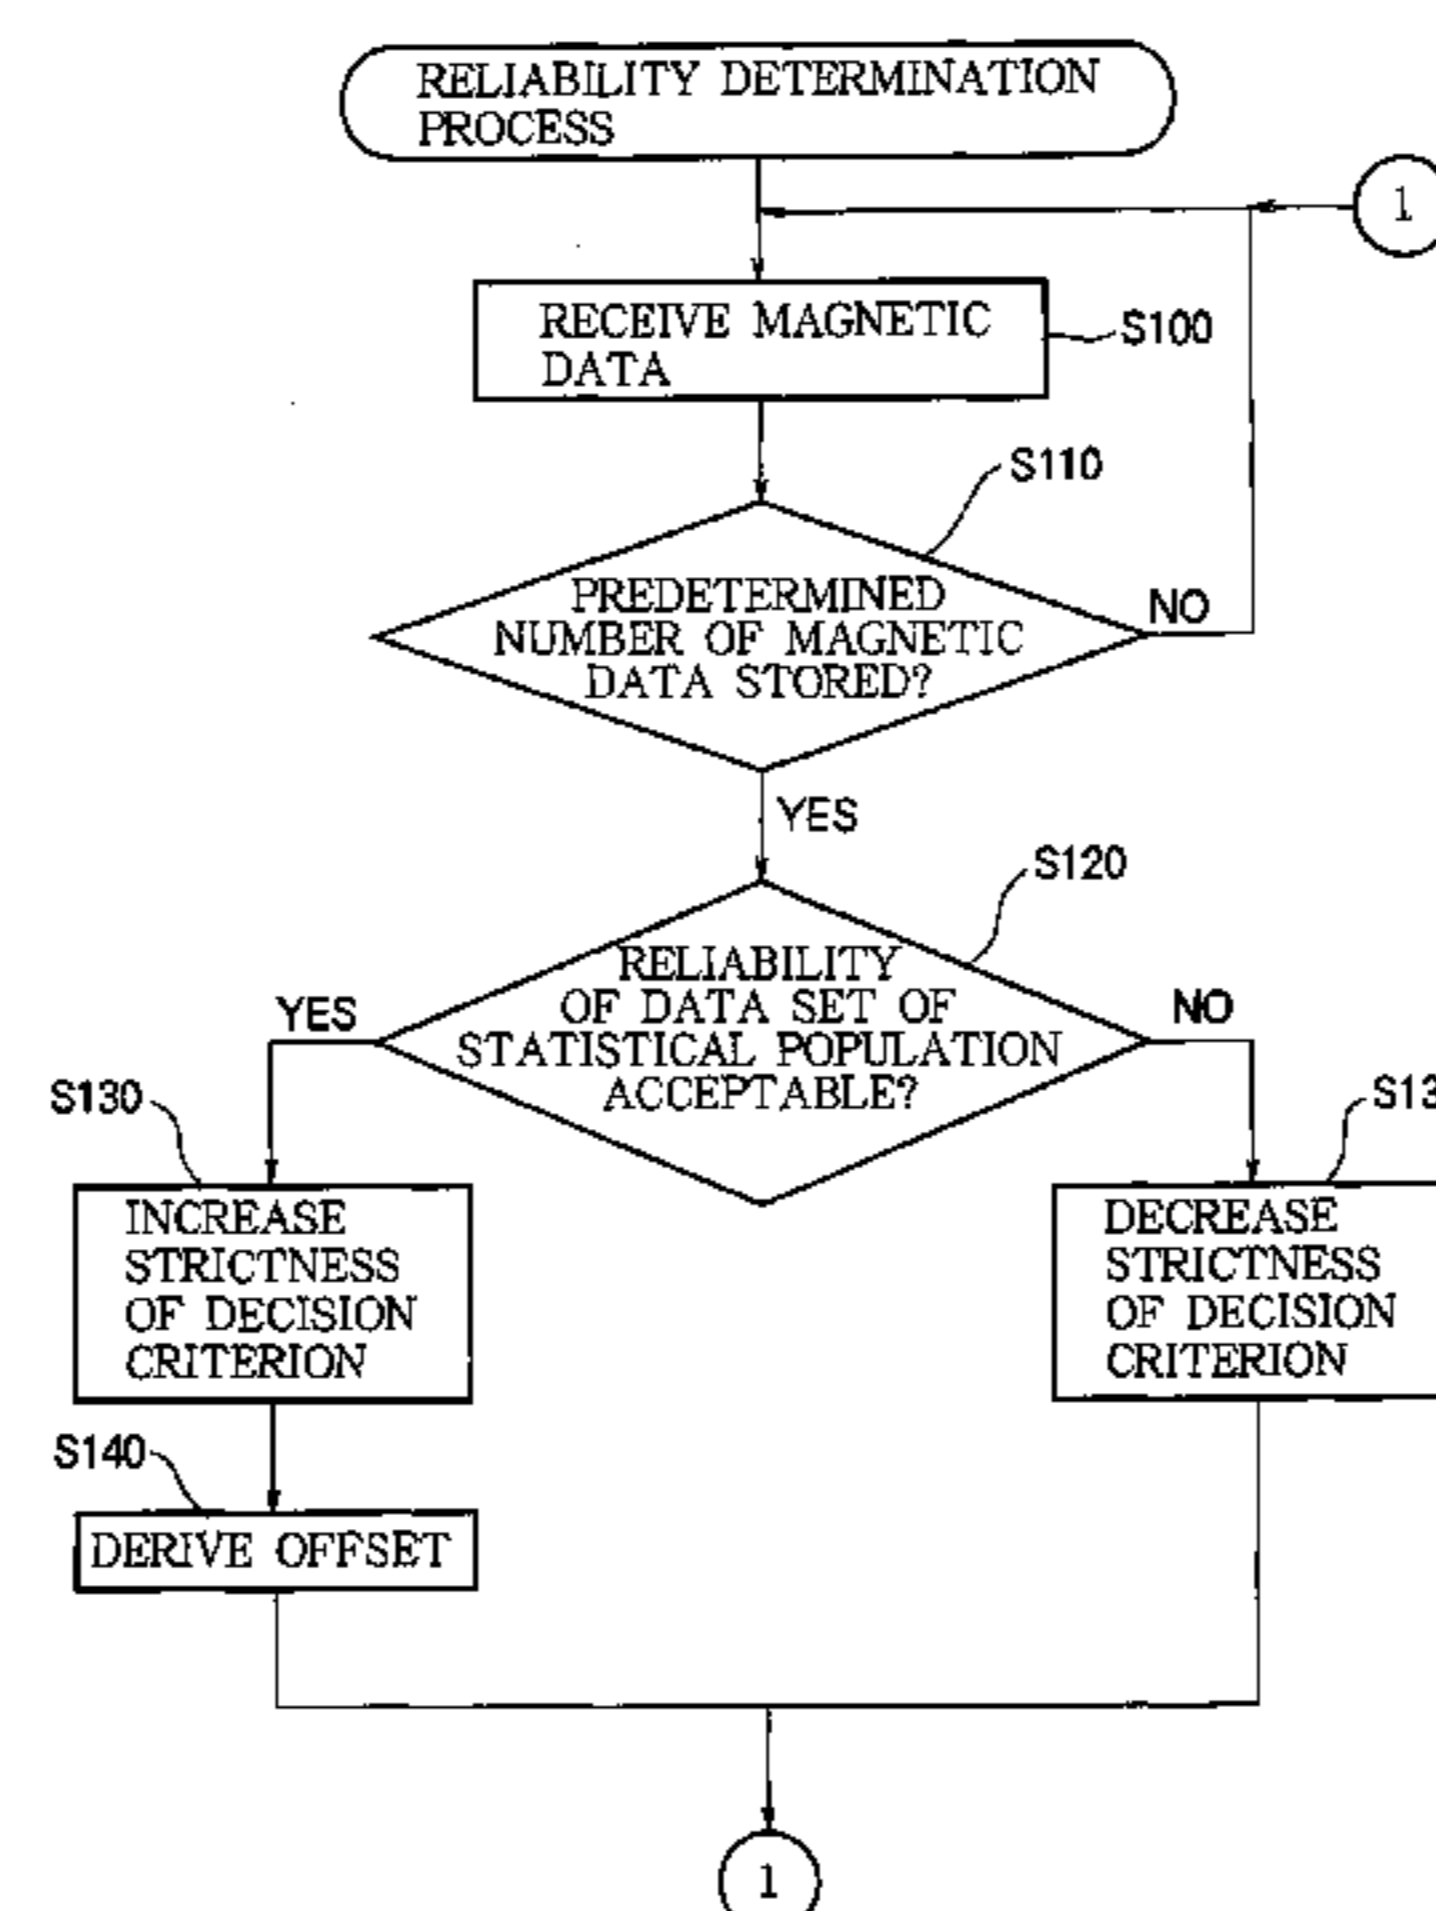 RELIABILITY DETERMINATION
PROCESS
1
RECEIVE MAGNETIC
DATA
S100
S110
PREDETERMINED
NUMBER OF MAGNETIC
DATA STORED?
NO
YES
S120
RELIABILITY
OF DATA SET OF
STATISTICAL POPULATION
ACCEPTABLE?
YES
NO
S130
INCREASE
STRICTNESS
OF DECISION
CRITERION
DECREASE
STRICTNESS
OF DECISION
CRITERION
S140
DERIVE OFFSET
1